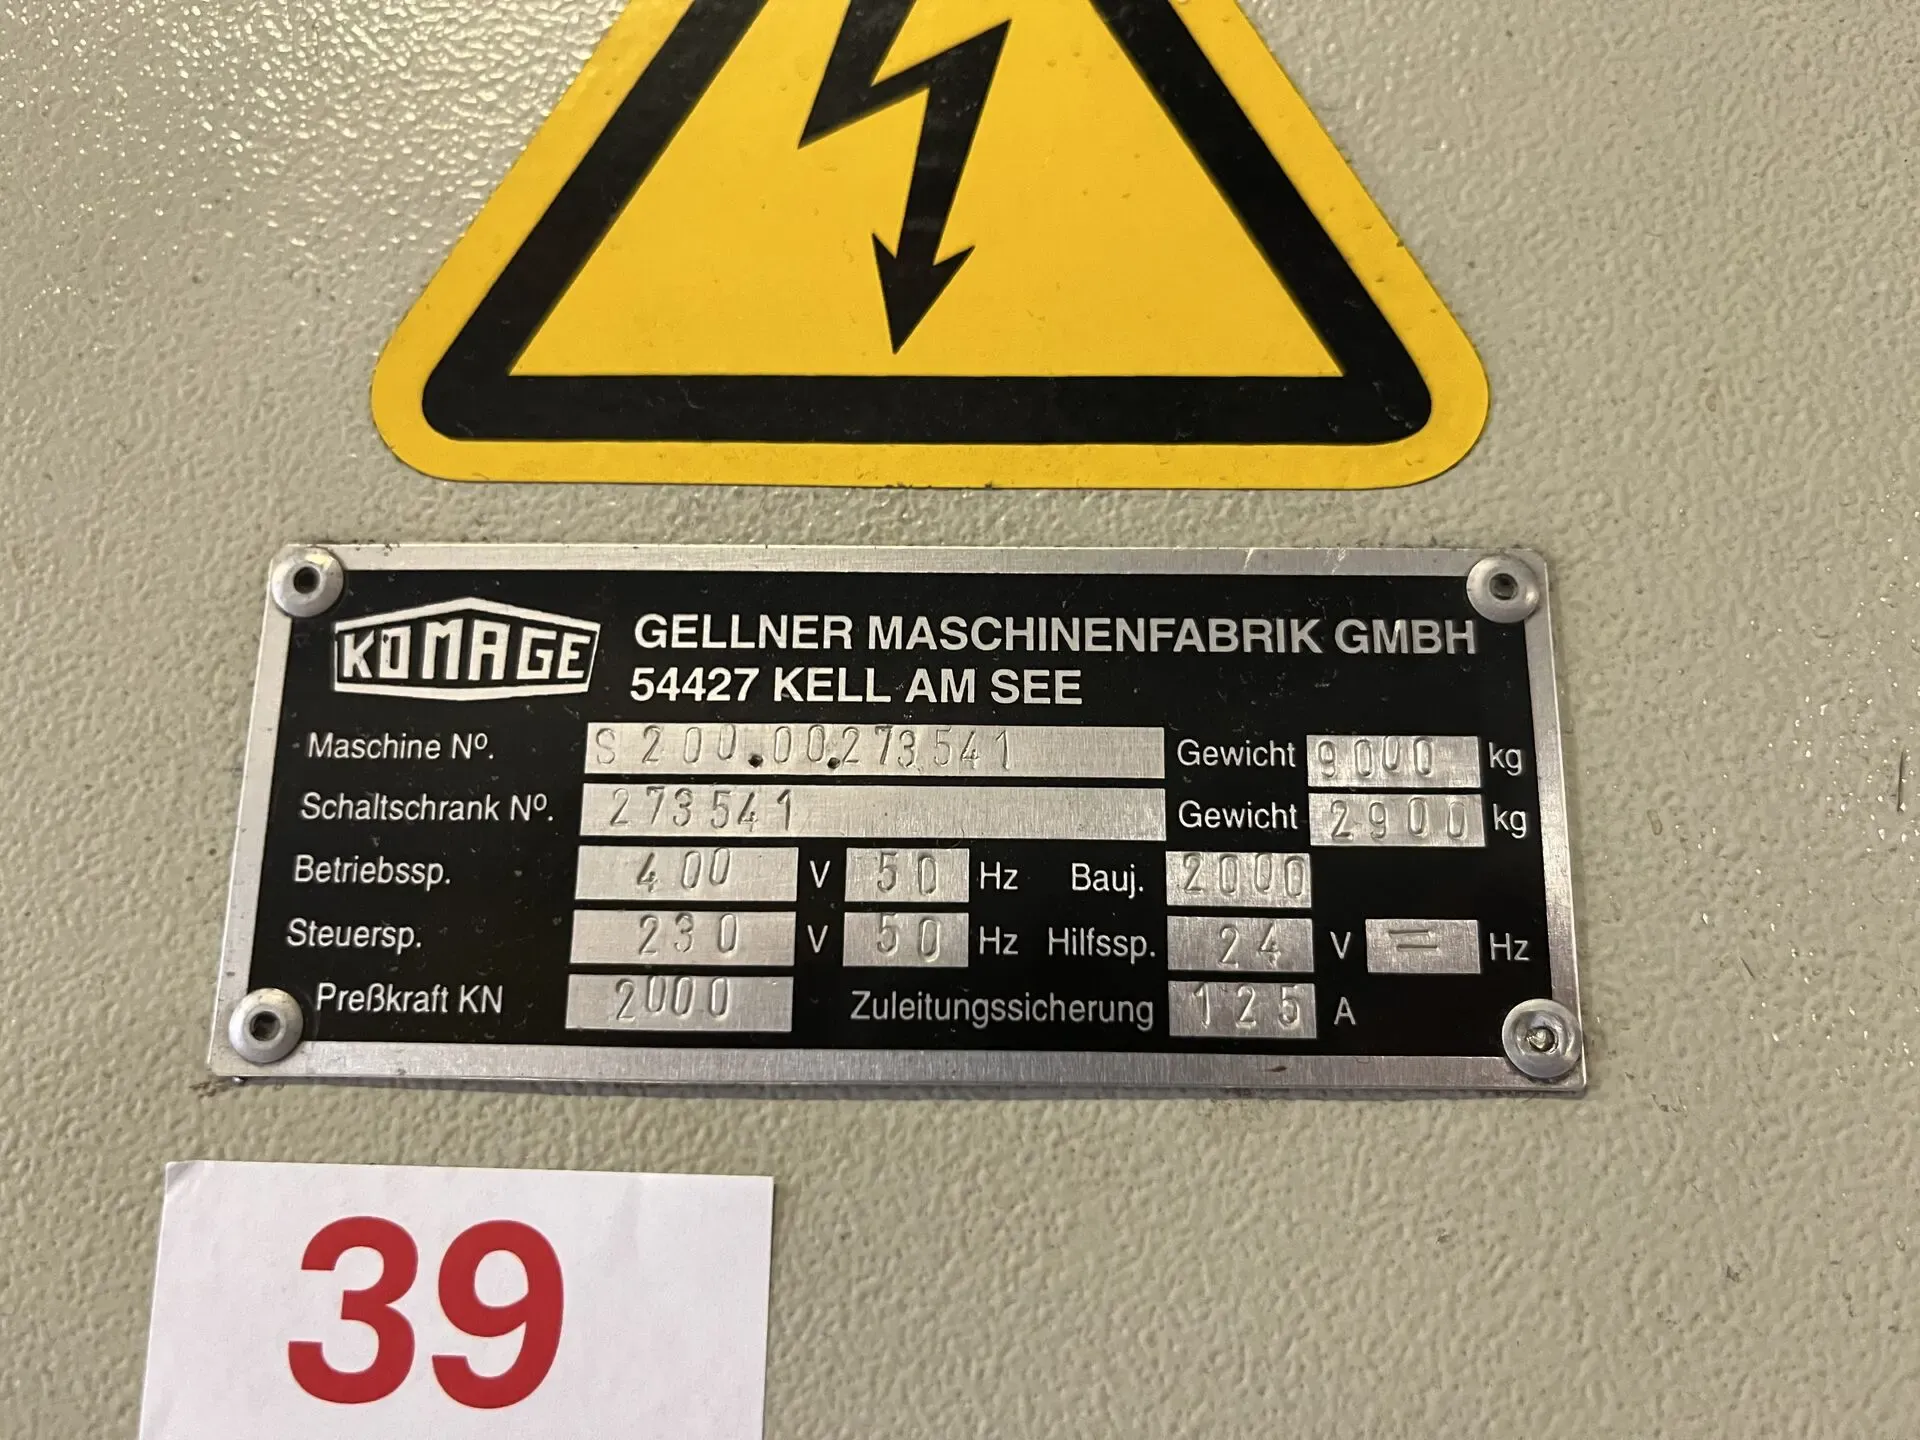 KOMAGE GELLNER MASCHINENFABRIK GMBH
54427 KELL AM SEE
Maschine Nº. S 200.00.273541 Gewicht 9000 kg
Schaltschrank Nº. 273541 Gewicht 2900 kg
Betriebssp. 400 V 50 Hz Bauj. 2000
Steuersp. 230 V 50 Hz Hilfssp. 24 V = Hz
Preßkraft KN 2000 Zuleitungssicherung 125 A
39